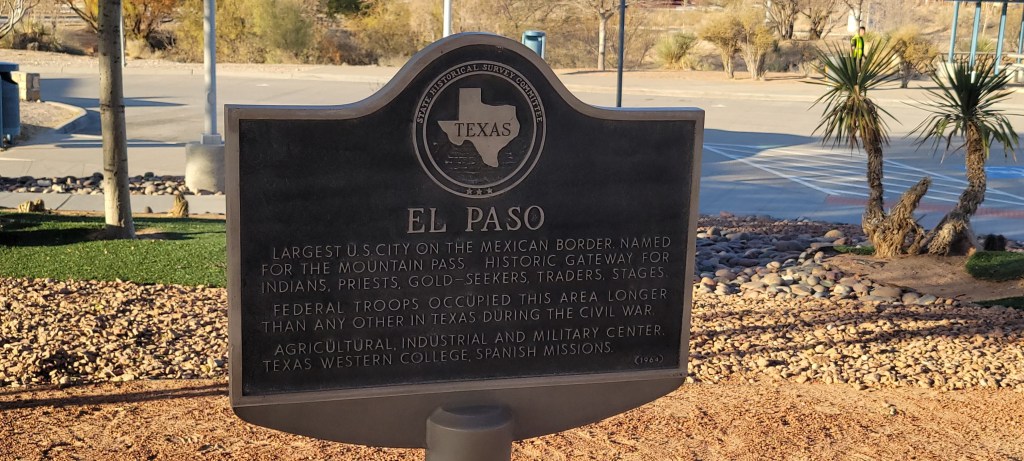 STATE HISTORICAL SURVEY COMMITTEE
TEXAS
EL PASO
LARGEST U.S. CITY ON THE MEXICAN BORDER. NAMED
FOR THE MOUNTAIN PASS HISTORIC GATEWAY FOR
INDIANS, PRIESTS, GOLD-SEEKERS, TRADERS, STAGES.
FEDERAL TROOPS OCCUPIED THIS AREA LONGER
THAN ANY OTHER IN TEXAS DURING THE CIVIL WAR.
AGRICULTURAL, INDUSTRIAL AND MILITARY CENTER.
TEXAS WESTERN COLLEGE, SPANISH MISSIONS.
(1964)